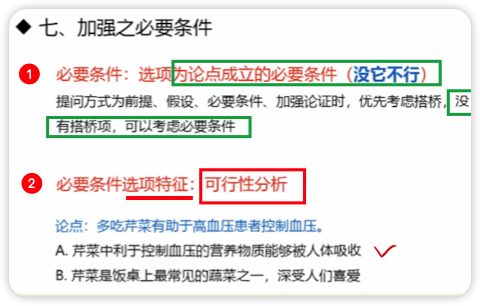 ◆ 七、加强之必要条件
1 必要条件：选项为论点成立的必要条件（没它不行）
提问方式为前提、假设、必要条件、加强论证时，优先考虑搭桥，没
有搭桥项，可以考虑必要条件
2 必要条件选项特征：可行性分析
论点：多吃芹菜有助于高血压患者控制血压。
A. 芹菜中利于控制血压的营养物质能够被人体吸收
B. 芹菜是饭桌上最常见的蔬菜之一，深受人们喜爱